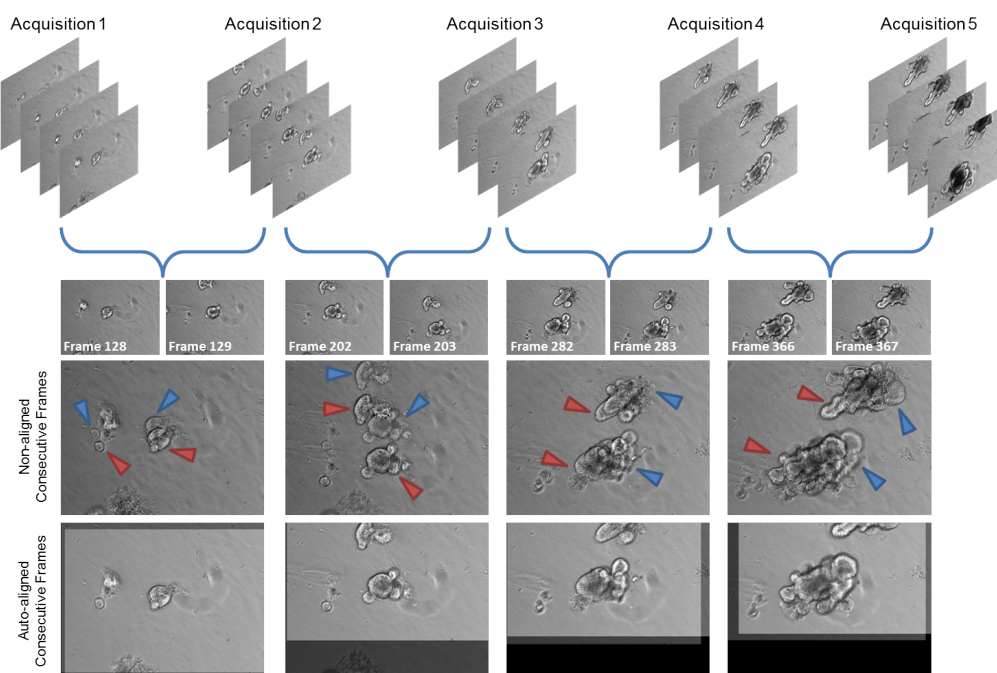 Acquisition 1
Acquisition 2
Acquisition 3
Acquisition 4
Acquisition 5
Frame 128
Frame 129
Frame 202
Frame 203
Frame 282
Frame 283
Frame 366
Frame 367
Non-aligned
Consecutive Frames
Auto-aligned
Consecutive Frames